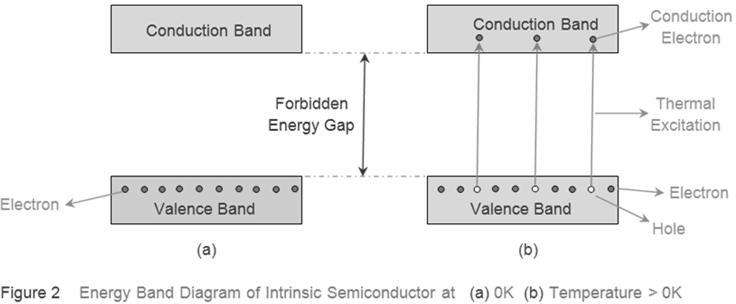 Conduction Band
Conduction Band
Conduction
Electron
Forbidden
Energy Gap
Thermal
Excitation
Electron
Valence Band
Valence Band
Electron
Hole
(a)
(b)
Figure 2 Energy Band Diagram of Intrinsic Semiconductor at (a) 0K (b) Temperature > 0K